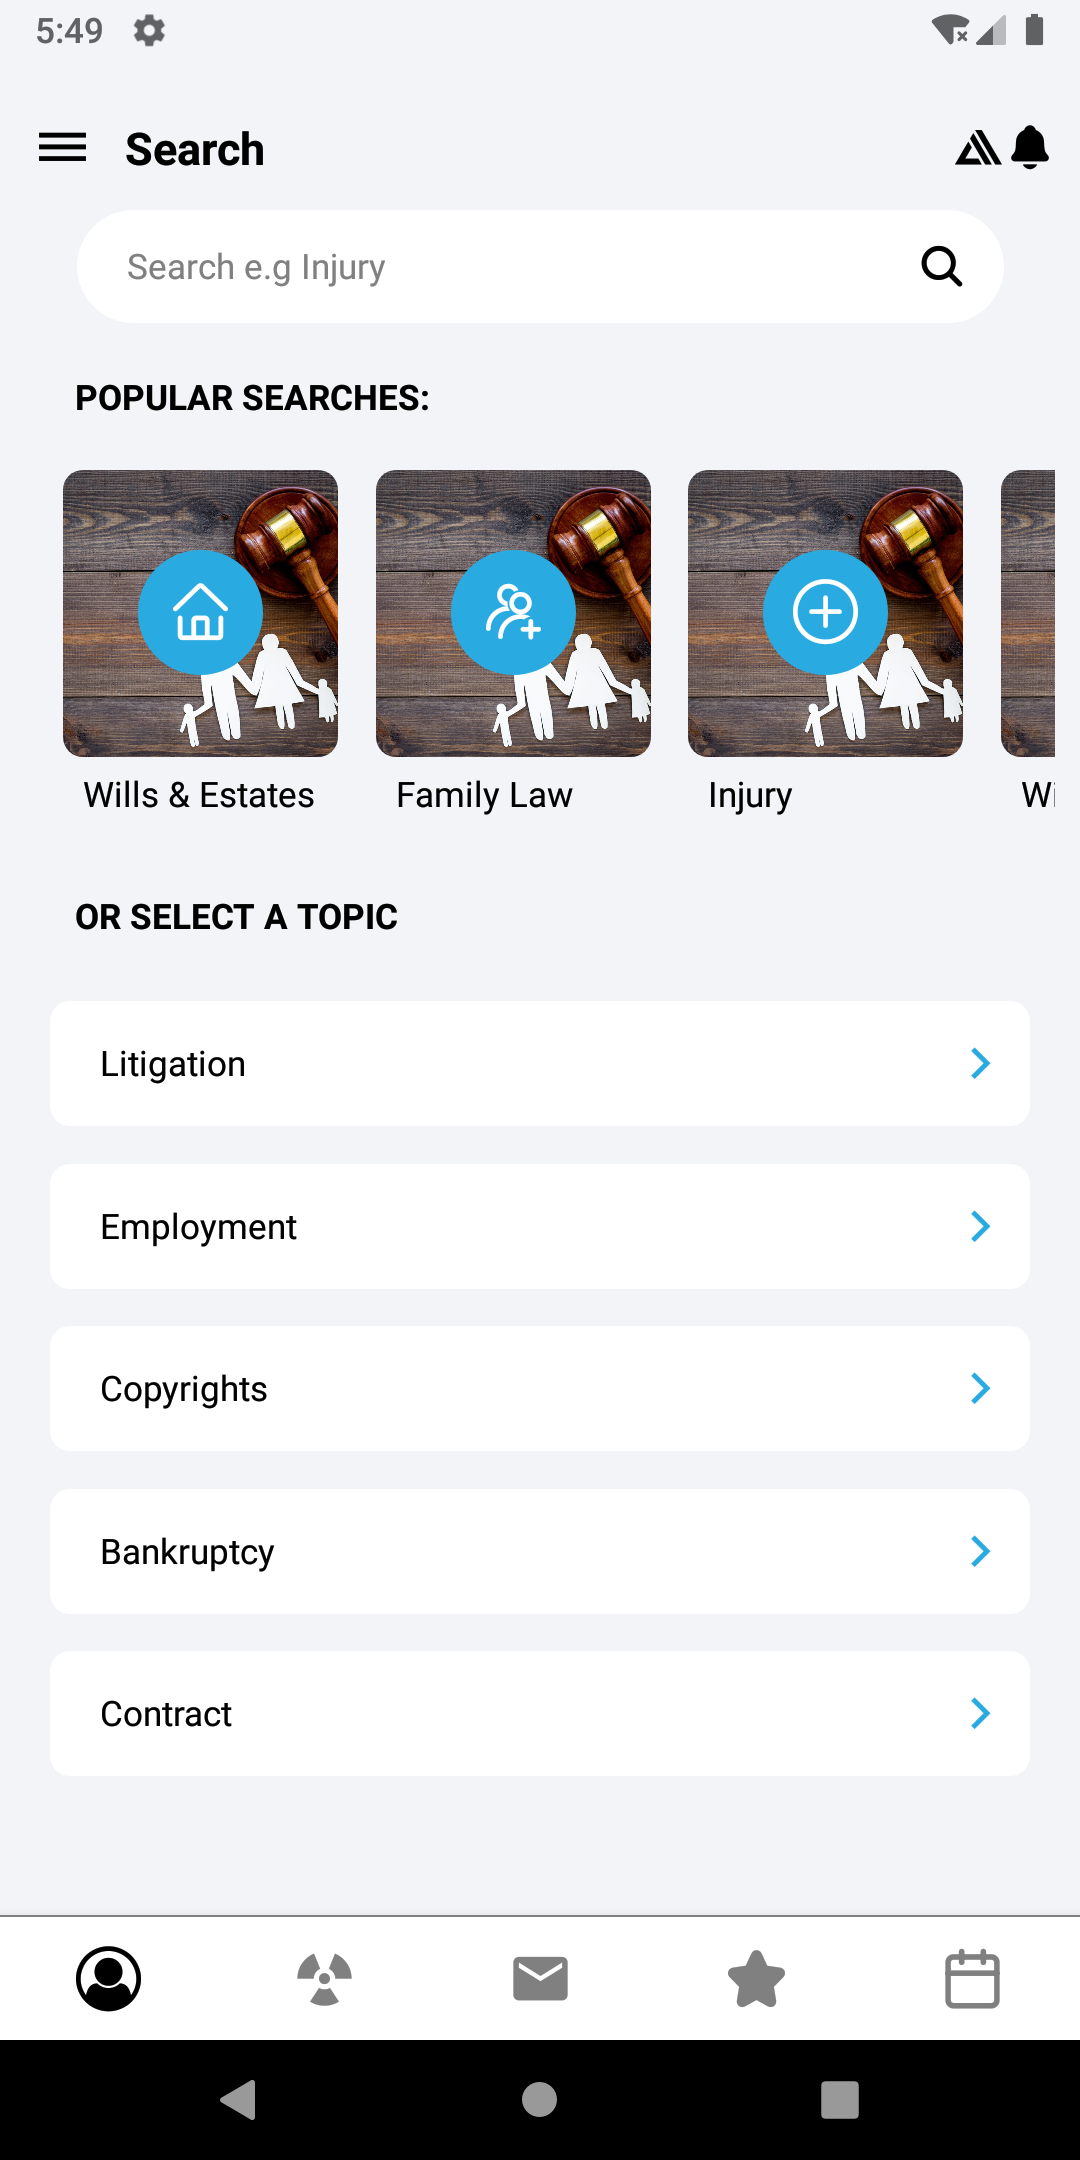 5:49
Search
Search e.g Injury
POPULAR SEARCHES:
Wills & Estates
Family Law
Injury
Wi
OR SELECT A TOPIC
Litigation
Employment
Copyrights
Bankruptcy
Contract